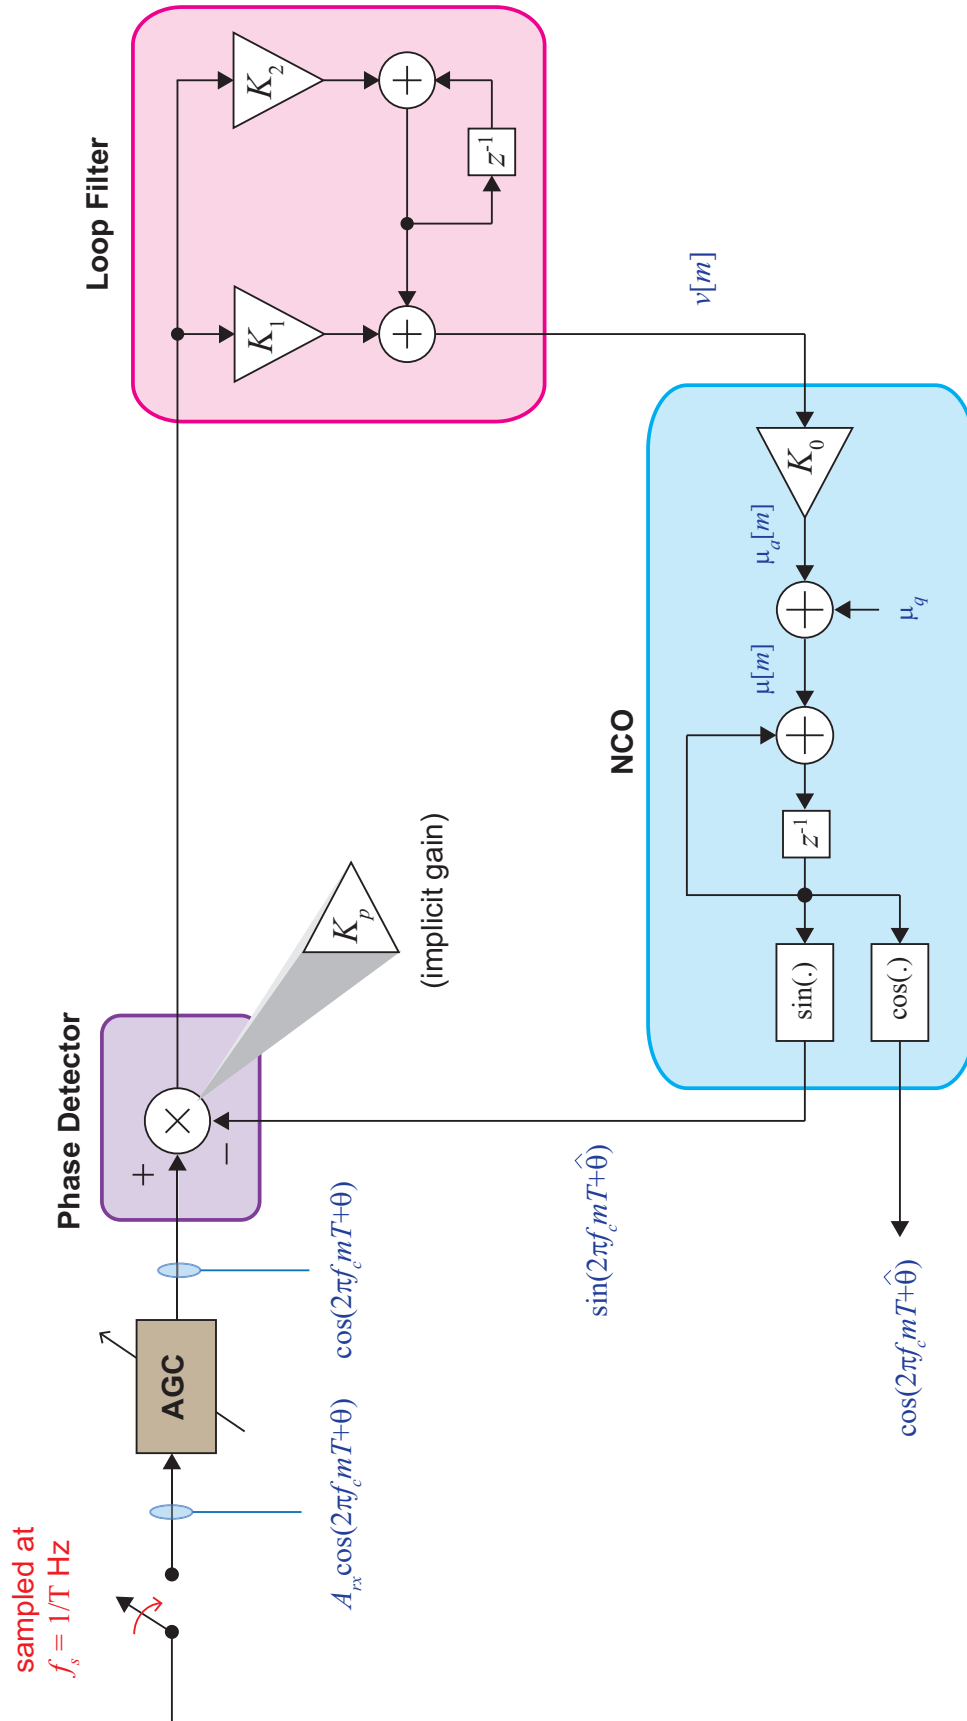 sampled at
f_s = 1/T Hz
AGC
A_rx cos(2πf_c mT+θ)
cos(2πf_c mT+θ)
Phase Detector
+
−
×
K_p
(implicit gain)
Loop Filter
K_1
K_2
+
+
z^-1
v[m]
NCO
K_0
μ_a[m]
+
μ_q
μ[m]
+
z^-1
sin(.)
cos(.)
sin(2πf_c mT+θ̂)
cos(2πf_c mT+θ̂)